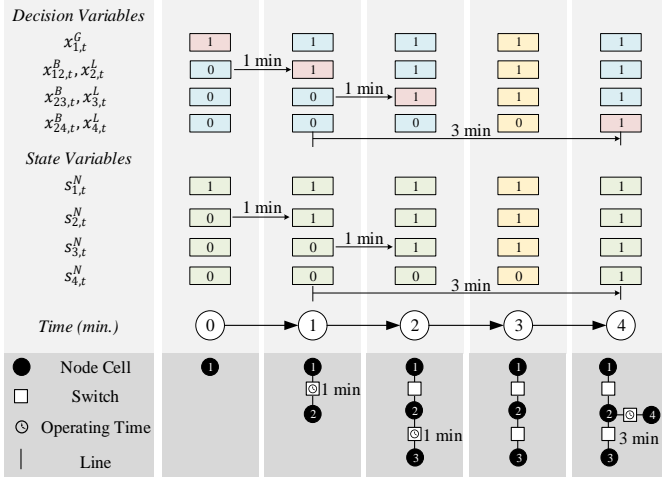 Decision Variables
x^G_{1,t} 1 1 1 1 1
x^B_{12,t}, x^L_{2,t} 0 1 min 1 1 1 1
x^B_{23,t}, x^L_{3,t} 0 0 1 min 1 1 1
x^B_{24,t}, x^L_{4,t} 0 0 0 0 1
3 min
State Variables
s^N_{1,t} 1 1 1 1 1
s^N_{2,t} 0 1 min 1 1 1 1
s^N_{3,t} 0 0 1 min 1 1 1
s^N_{4,t} 0 0 0 0 1
3 min
Time (min.) 0 1 2 3 4
Node Cell 1 1 1 1 1
Switch 1 min
2 2 2 2 4
Operating Time 1 min 3 min
Line 3 3 3